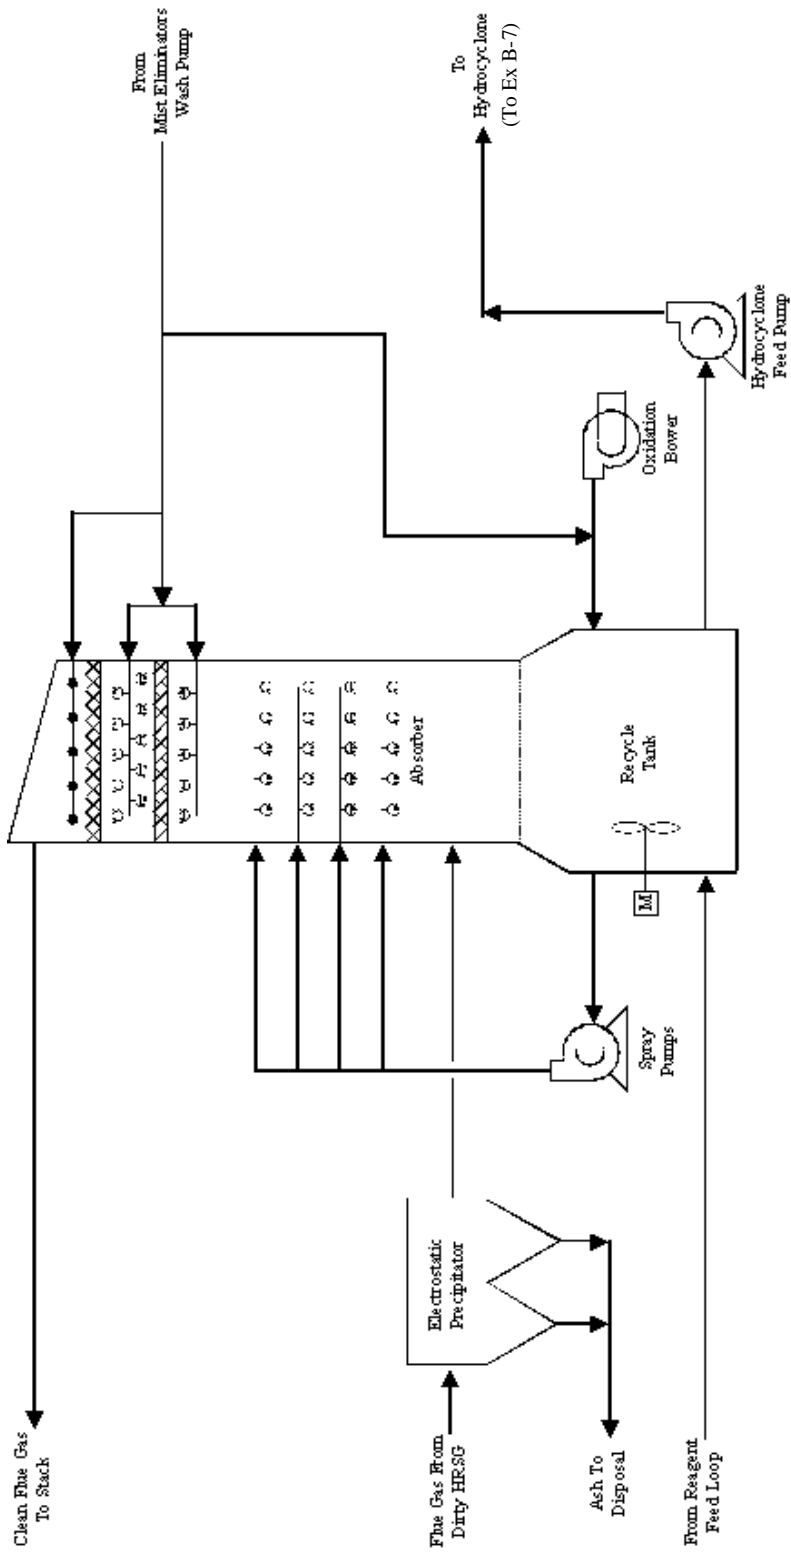 From
Mist Eliminators
Wash Pump
To
Hydrocyclone
(To Ex B-7)
Hydrocyclone
Feed Pump
Oxidation
Bower
Absorber
Recycle
Tank
M
Spray
Pumps
Electrostatic
Precipitator
Clean Flue Gas
To Stack
Flue Gas From
Dirty HRSG
Ash To
Disposal
From Reagent
Feed Loop